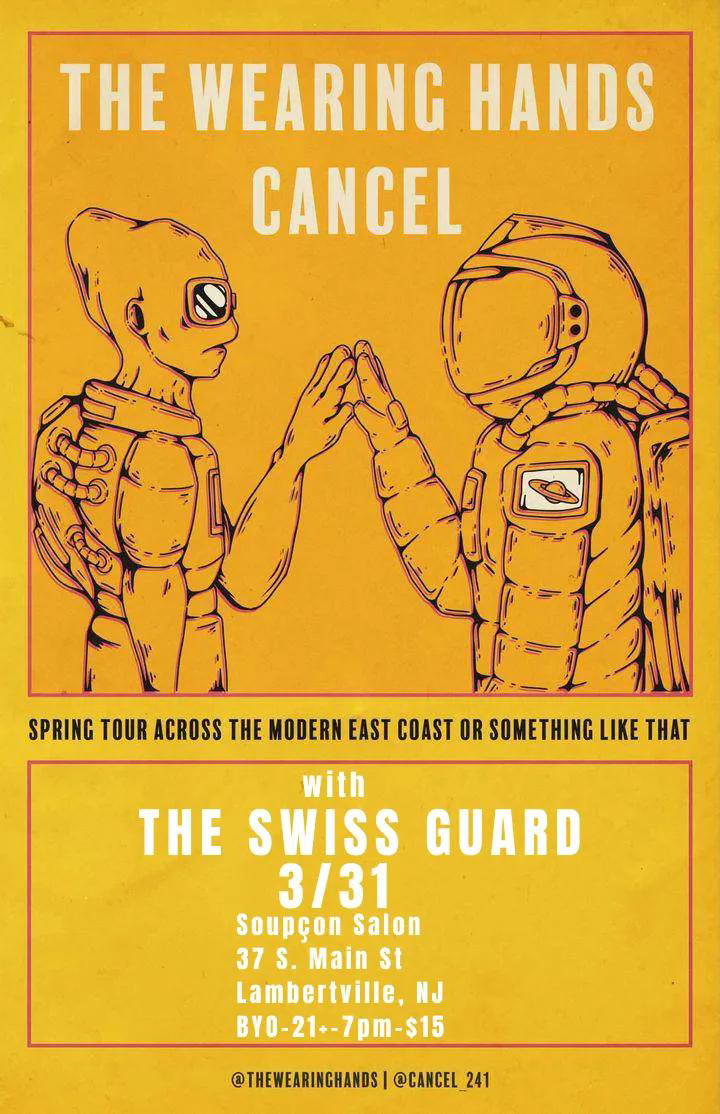 THE WEARING HANDS
CANCEL
SPRING TOUR ACROSS THE MODERN EAST COAST OR SOMETHING LIKE THAT
with
THE SWISS GUARD
3/31
Soupçon Salon
37 S. Main St
Lambertville, NJ
BYO-21+-7pm-$15
@THEWEARINGHANDS | @CANCEL_241